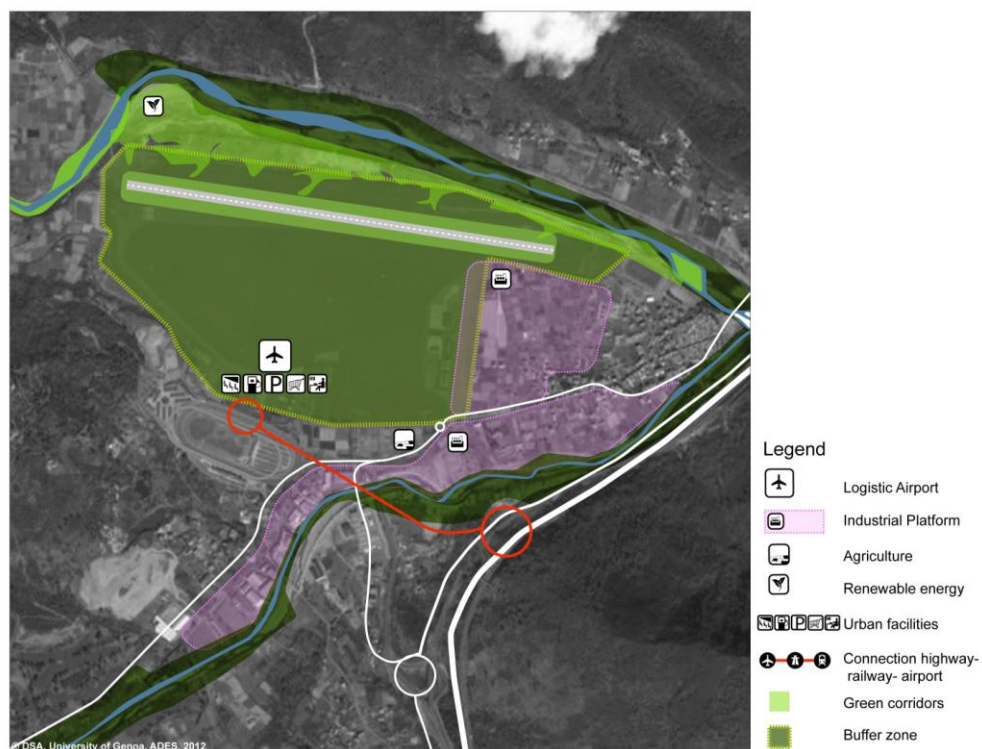 Legend
Logistic Airport
Industrial Platform
Agriculture
Renewable energy
P P Urban facilities
Connection highway-
railway- airport
Green corridors
Buffer zone
© DSA, University of Genoa, ADES, 2012